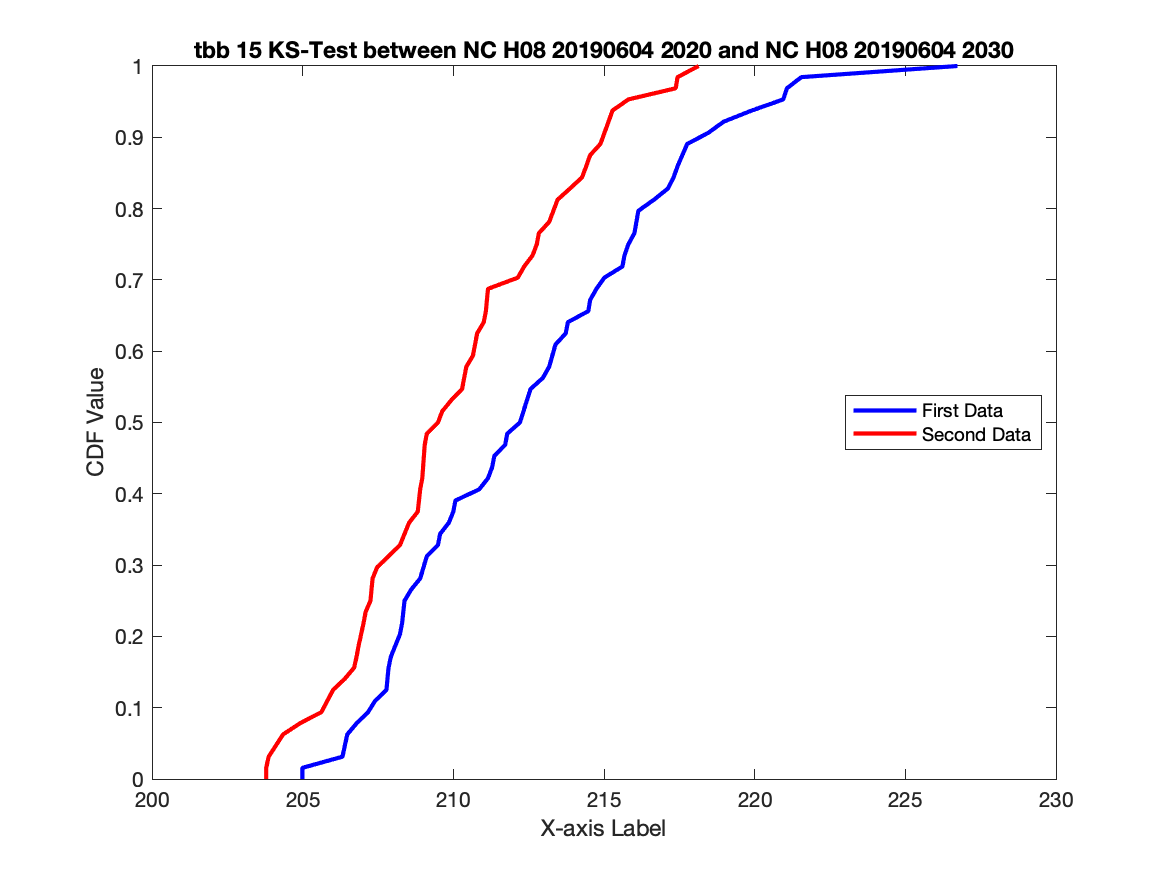 tbb 15 KS-Test between NC H08 20190604 2020 and NC H08 20190604 2030
1
0.9
0.8
0.7
0.6
0.5
0.4
0.3
0.2
0.1
0
CDF Value
First Data
Second Data
200 205 210 215 220 225 230
X-axis Label